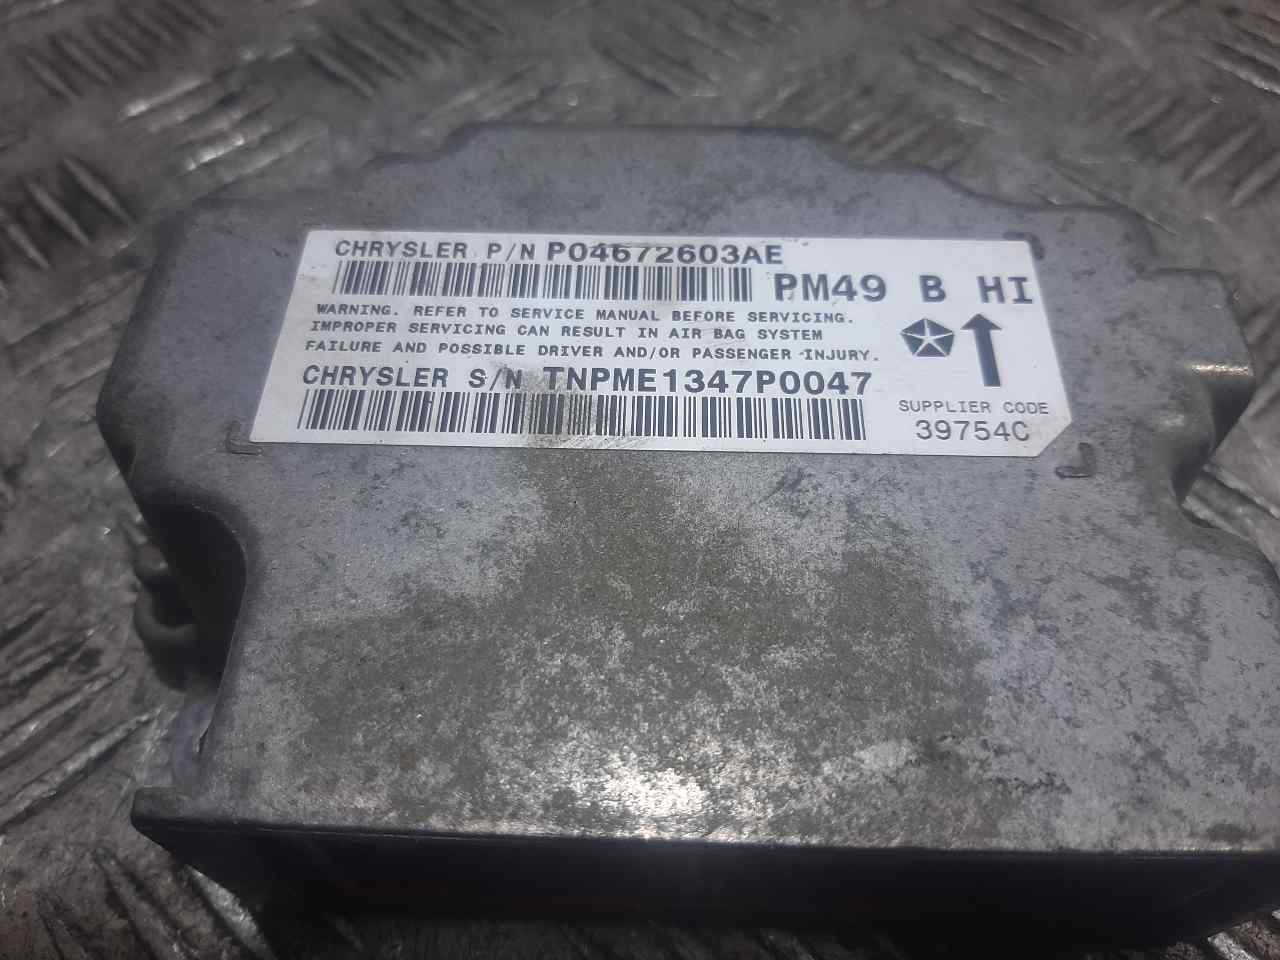 CHRYSLER P/N P04672603AE
PM49 B HI
WARNING. REFER TO SERVICE MANUAL BEFORE SERVICING.
IMPROPER SERVICING CAN RESULT IN AIR BAG SYSTEM
FAILURE AND POSSIBLE DRIVER AND/OR PASSENGER INJURY.
CHRYSLER S/N TNPME1347P0047
SUPPLIER CODE
39754C